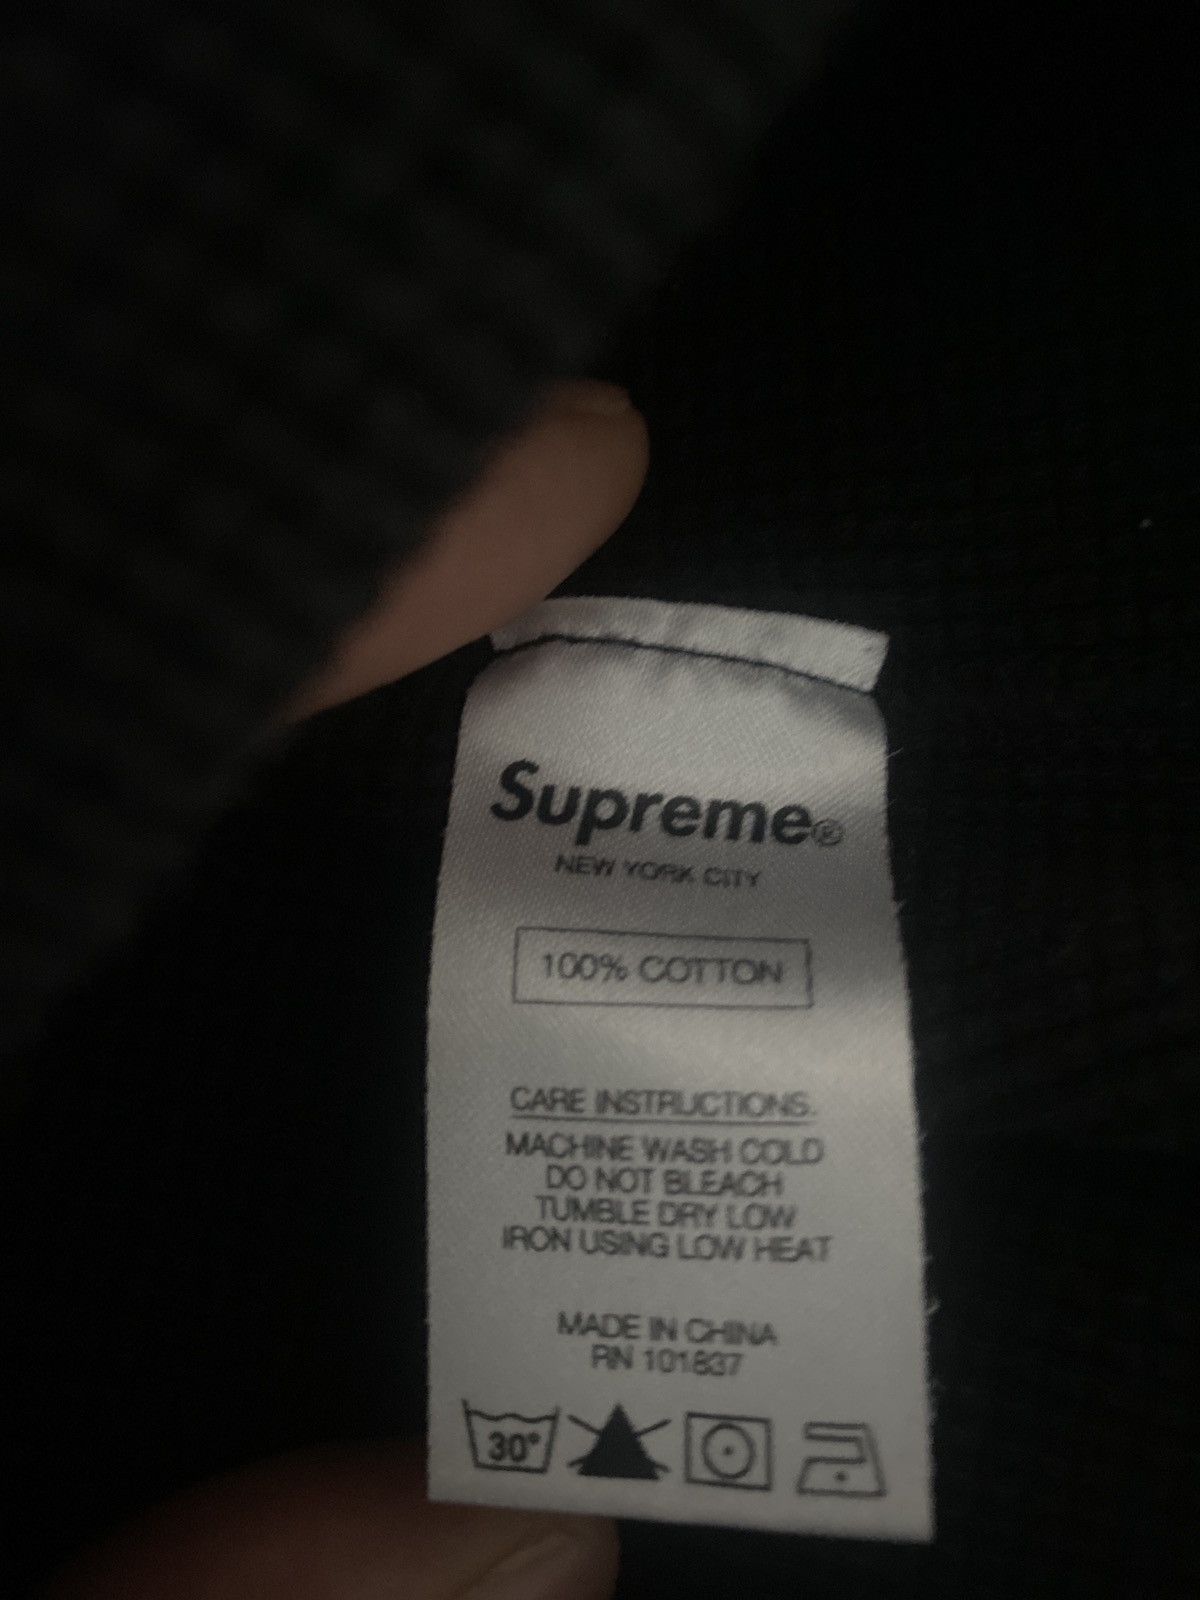 Supreme®
NEW YORK CITY
100% COTTON
CARE INSTRUCTIONS.
MACHINE WASH COLD
DO NOT BLEACH
TUMBLE DRY LOW
IRON USING LOW HEAT
MADE IN CHINA
RN 101837
30°